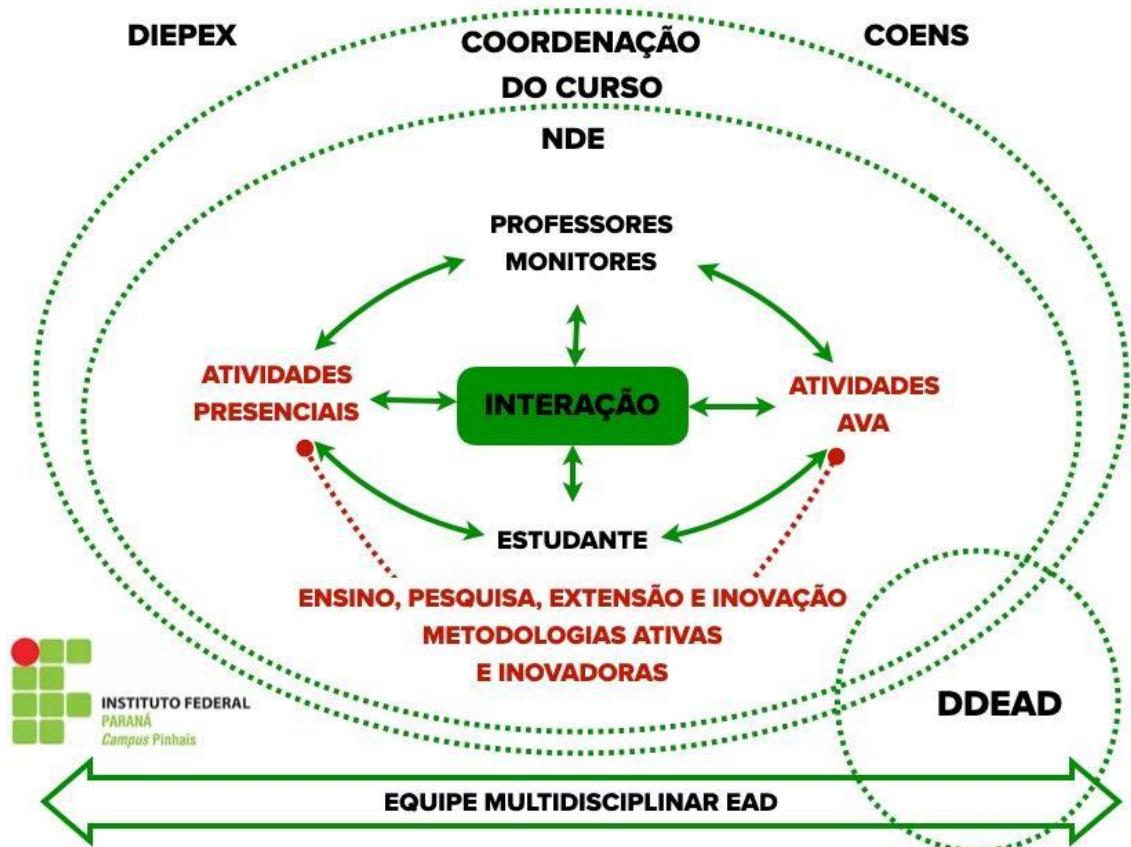 DIEPEX
COORDENAÇÃO
DO CURSO
COENS
NDE
PROFESSORES
MONITORES
ATIVIDADES
PRESENCIAIS
INTERAÇÃO
ATIVIDADES
AVA
ESTUDANTE
ENSINO, PESQUISA, EXTENSÃO E INOVAÇÃO
METODOLOGIAS ATIVAS
E INOVADORAS
INSTITUTO FEDERAL
PARANÁ
Campus Pinhais
DDEAD
EQUIPE MULTIDISCIPLINAR EAD